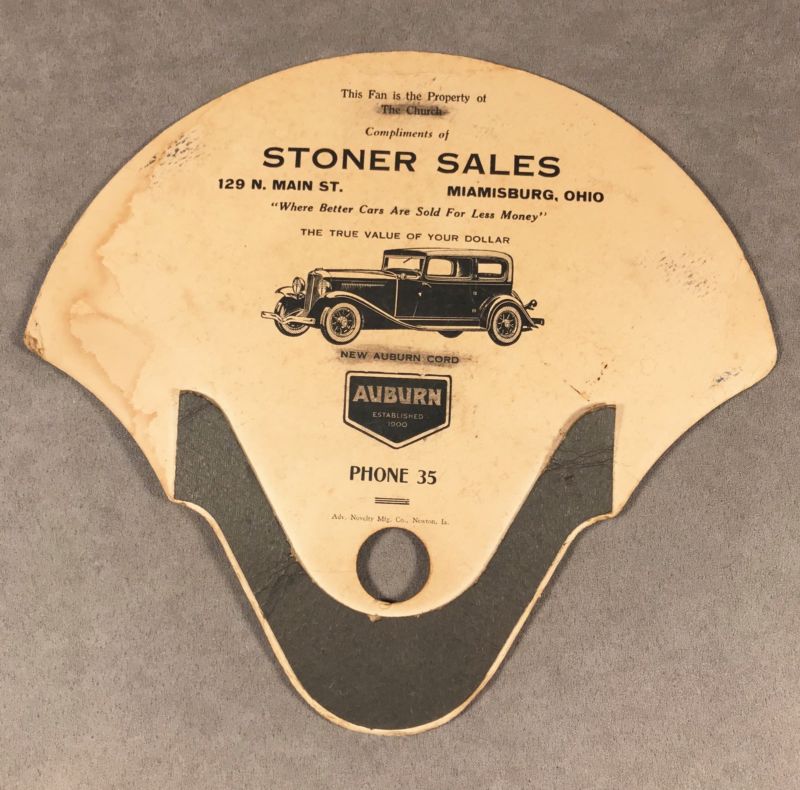 This Fan is the Property of
The Church
Compliments of
STONER SALES
129 N. MAIN ST. MIAMISBURG, OHIO
"Where Better Cars Are Sold For Less Money"
THE TRUE VALUE OF YOUR DOLLAR
NEW AUBURN CORD
AUBURN
ESTABLISHED
1900
PHONE 35
Adv. Novelty Mfg. Co., Newton, Ia.